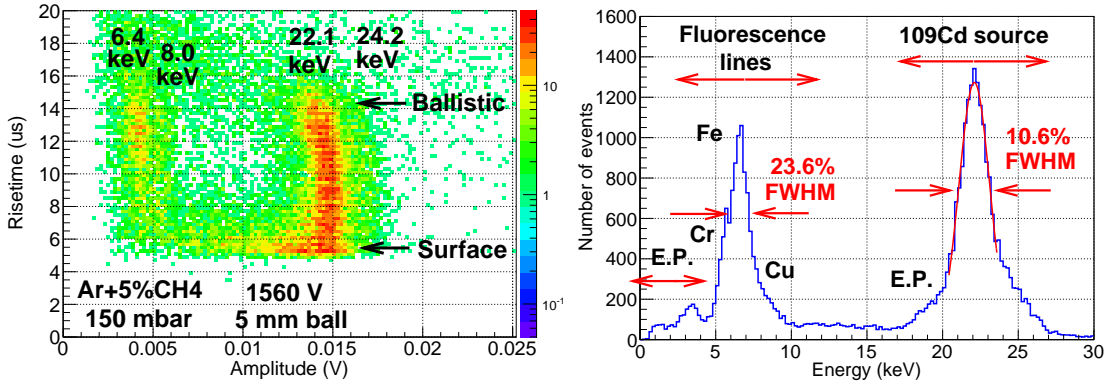 6.4
keV
8.0
keV
22.1
keV
24.2
keV
Ballistic
Surface
Ar+5%CH4
150 mbar
1560 V
5 mm ball
20
18
16
14
12
10
8
6
4
2
0
Risetime (us)
0 0.005 0.01 0.015 0.02 0.025
Amplitude (V)
10
1
10-1
Fluorescence
lines
109Cd source
Fe
23.6%
FWHM
10.6%
FWHM
Cr
E.P.
Cu
E.P.
1600
1400
1200
1000
800
600
400
200
0
Number of events
0 5 10 15 20 25 30
Energy (keV)